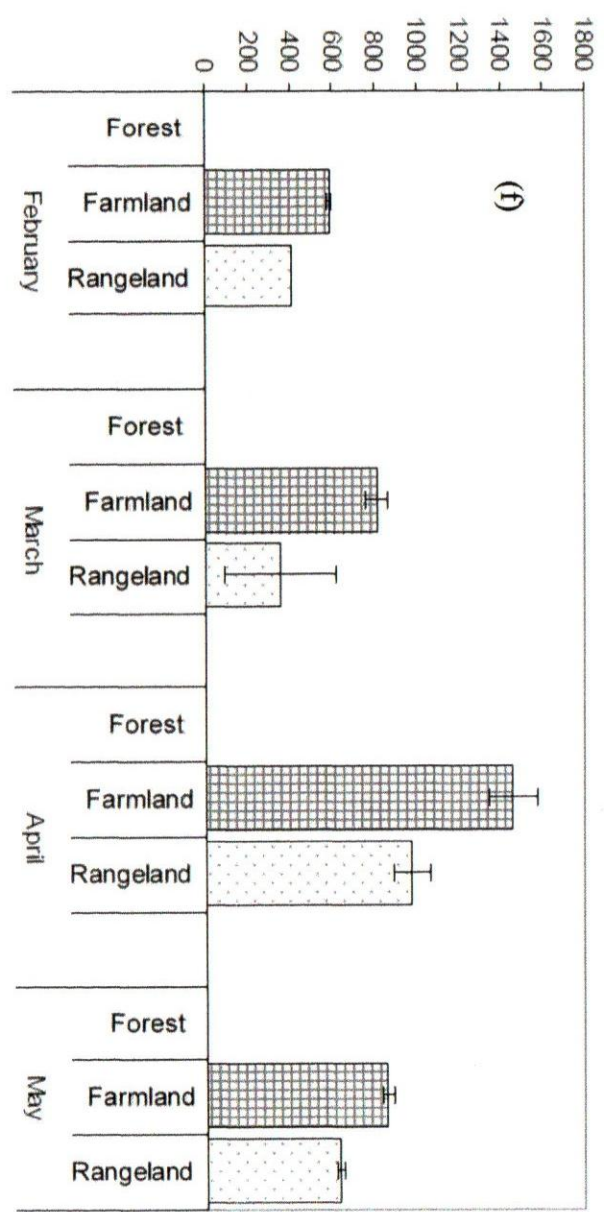 1800
1600
1400
1200
1000
800
600
400
200
0
(f)
Forest
Farmland
Rangeland
February
Forest
Farmland
Rangeland
March
Forest
Farmland
Rangeland
April
Forest
Farmland
Rangeland
May